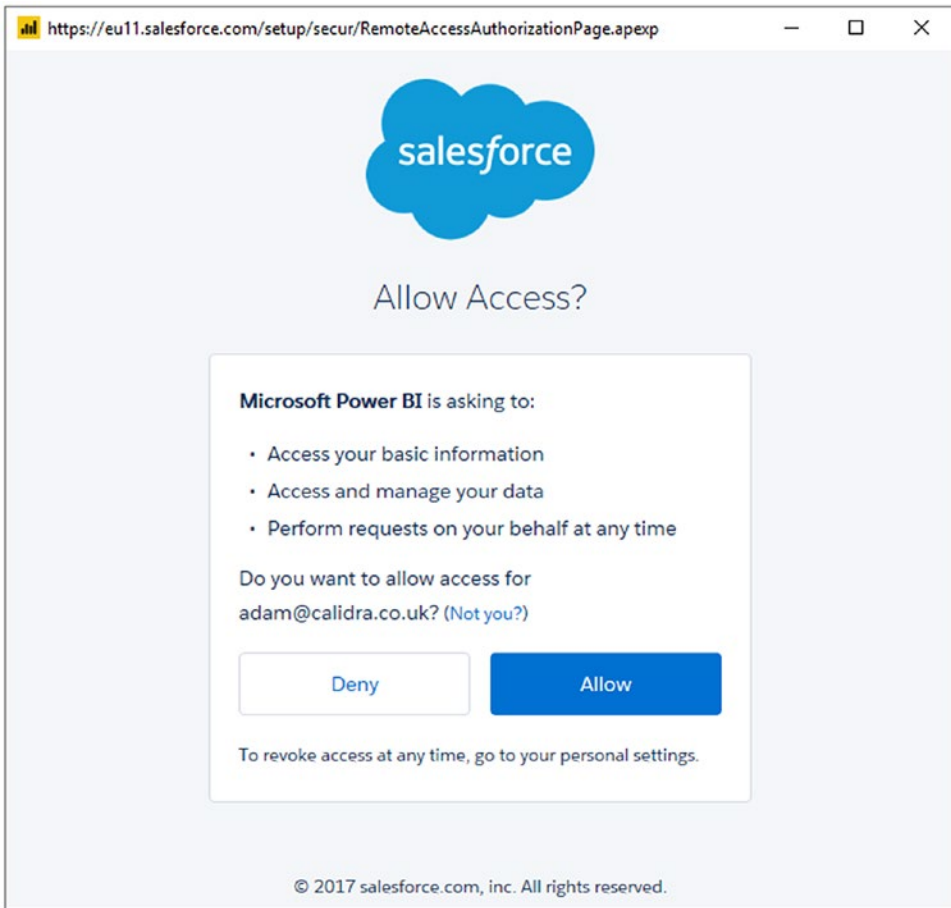 https://eu11.salesforce.com/setup/secur/RemoteAccessAuthorizationPage.apexp
salesforce
Allow Access?
Microsoft Power BI is asking to:
• Access your basic information
• Access and manage your data
• Perform requests on your behalf at any time
Do you want to allow access for
adam@calidra.co.uk? (Not you?)
Deny Allow
To revoke access at any time, go to your personal settings.
© 2017 salesforce.com, inc. All rights reserved.